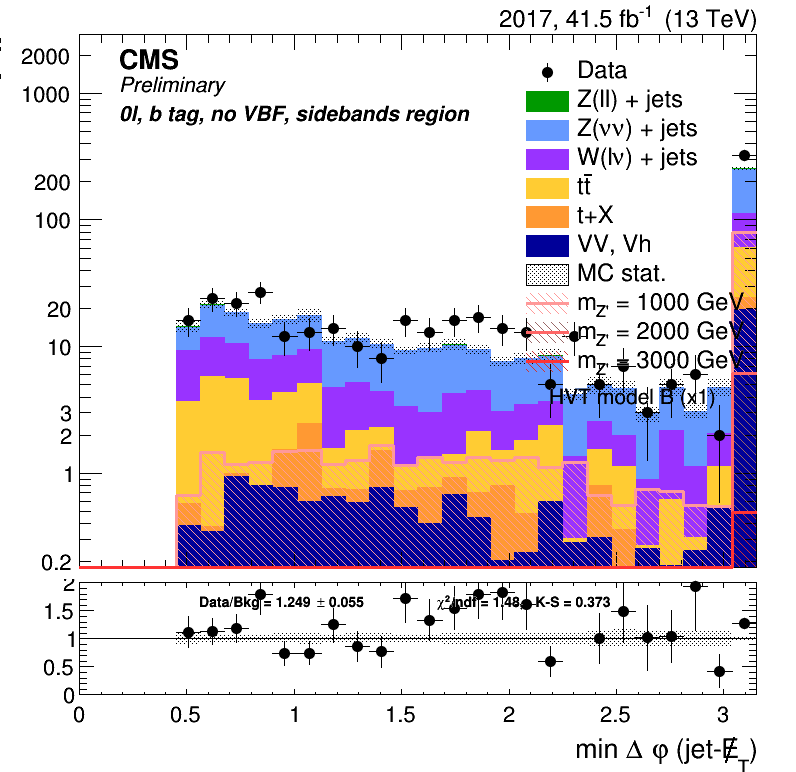 2017, 41.5 fb⁻¹ (13 TeV)
CMS
Preliminary
0l, b tag, no VBF, sidebands region
Data
Z(ll) + jets
Z(νν) + jets
W(lν) + jets
tt̄
t+X
VV, Vh
MC stat.
m_Z' = 1000 GeV
m_Z' = 2000 GeV
m_Z' = 3000 GeV
HVT model B (x1)
2000
1000
200
100
20
10
3
2
1
0.2
Data/Bkg = 1.249 ± 0.055
χ²/ndf = 1.48, K-S = 0.373
2
1.5
1
0.5
0
0 0.5 1 1.5 2 2.5 3
min Δ φ (jet-E̸_T)